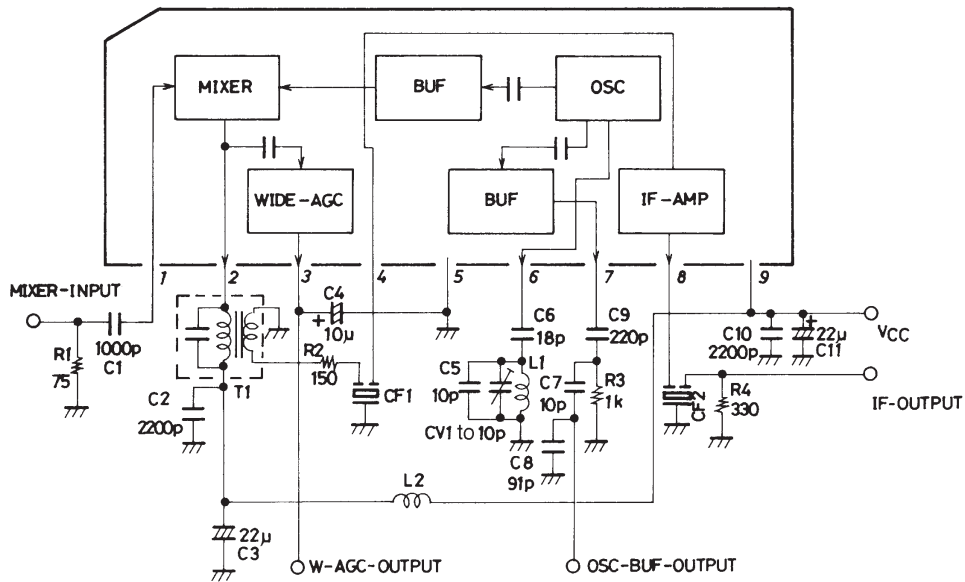 MIXER
BUF
OSC
WIDE-AGC
BUF
IF-AMP
1
2
3
4
5
6
7
8
9
MIXER-INPUT
R1
75
1000p
C1
C2
2200p
T1
R2
150
CF1
C4
+
10μ
C6
18p
C9
220p
C5
10p
L1
C7
10p
R3
1k
CV1 to 10p
C8
91p
CF2
R4
330
C10
2200p
+
22μ
C11
VCC
IF-OUTPUT
L2
22μ
C3
W-AGC-OUTPUT
OSC-BUF-OUTPUT